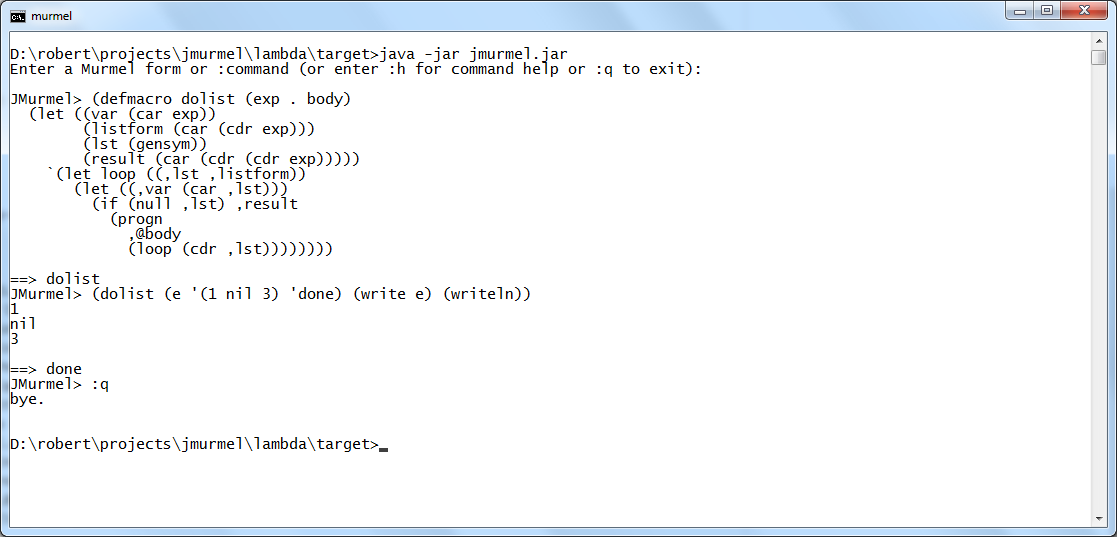 murmel
D:\robert\projects\jmurmel\lambda\target>java -jar jmurmel.jar
Enter a Murmel form or :command (or enter :h for command help or :q to exit):
JMurmel> (defmacro dolist (exp . body)
  (let ((var (car exp))
        (listform (car (cdr exp)))
        (lst (gensym))
        (result (car (cdr (cdr exp)))))
    `(let loop ((,lst ,listform))
       (let ((,var (car ,lst)))
         (if (null ,lst) ,result
           (progn
             ,@body
             (loop (cdr ,lst))))))))
==> dolist
JMurmel> (dolist (e '(1 nil 3) 'done) (write e) (writeln))
1
nil
3
==> done
JMurmel> :q
bye.
D:\robert\projects\jmurmel\lambda\target>